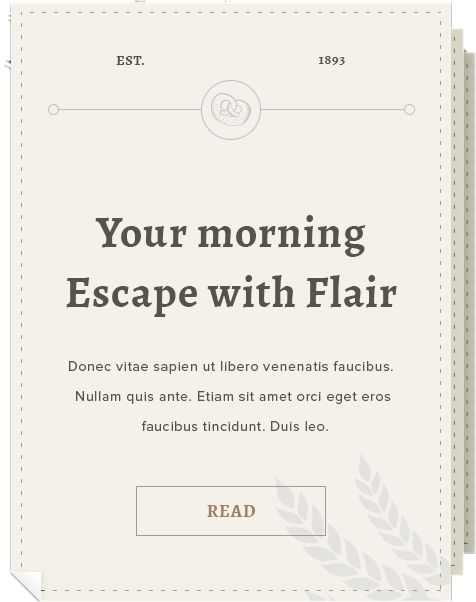 EST.
1893
Your morning
Escape with Flair
Donec vitae sapien ut libero venenatis faucibus.
Nullam quis ante. Etiam sit amet orci eget eros
faucibus tincidunt. Duis leo.
READ